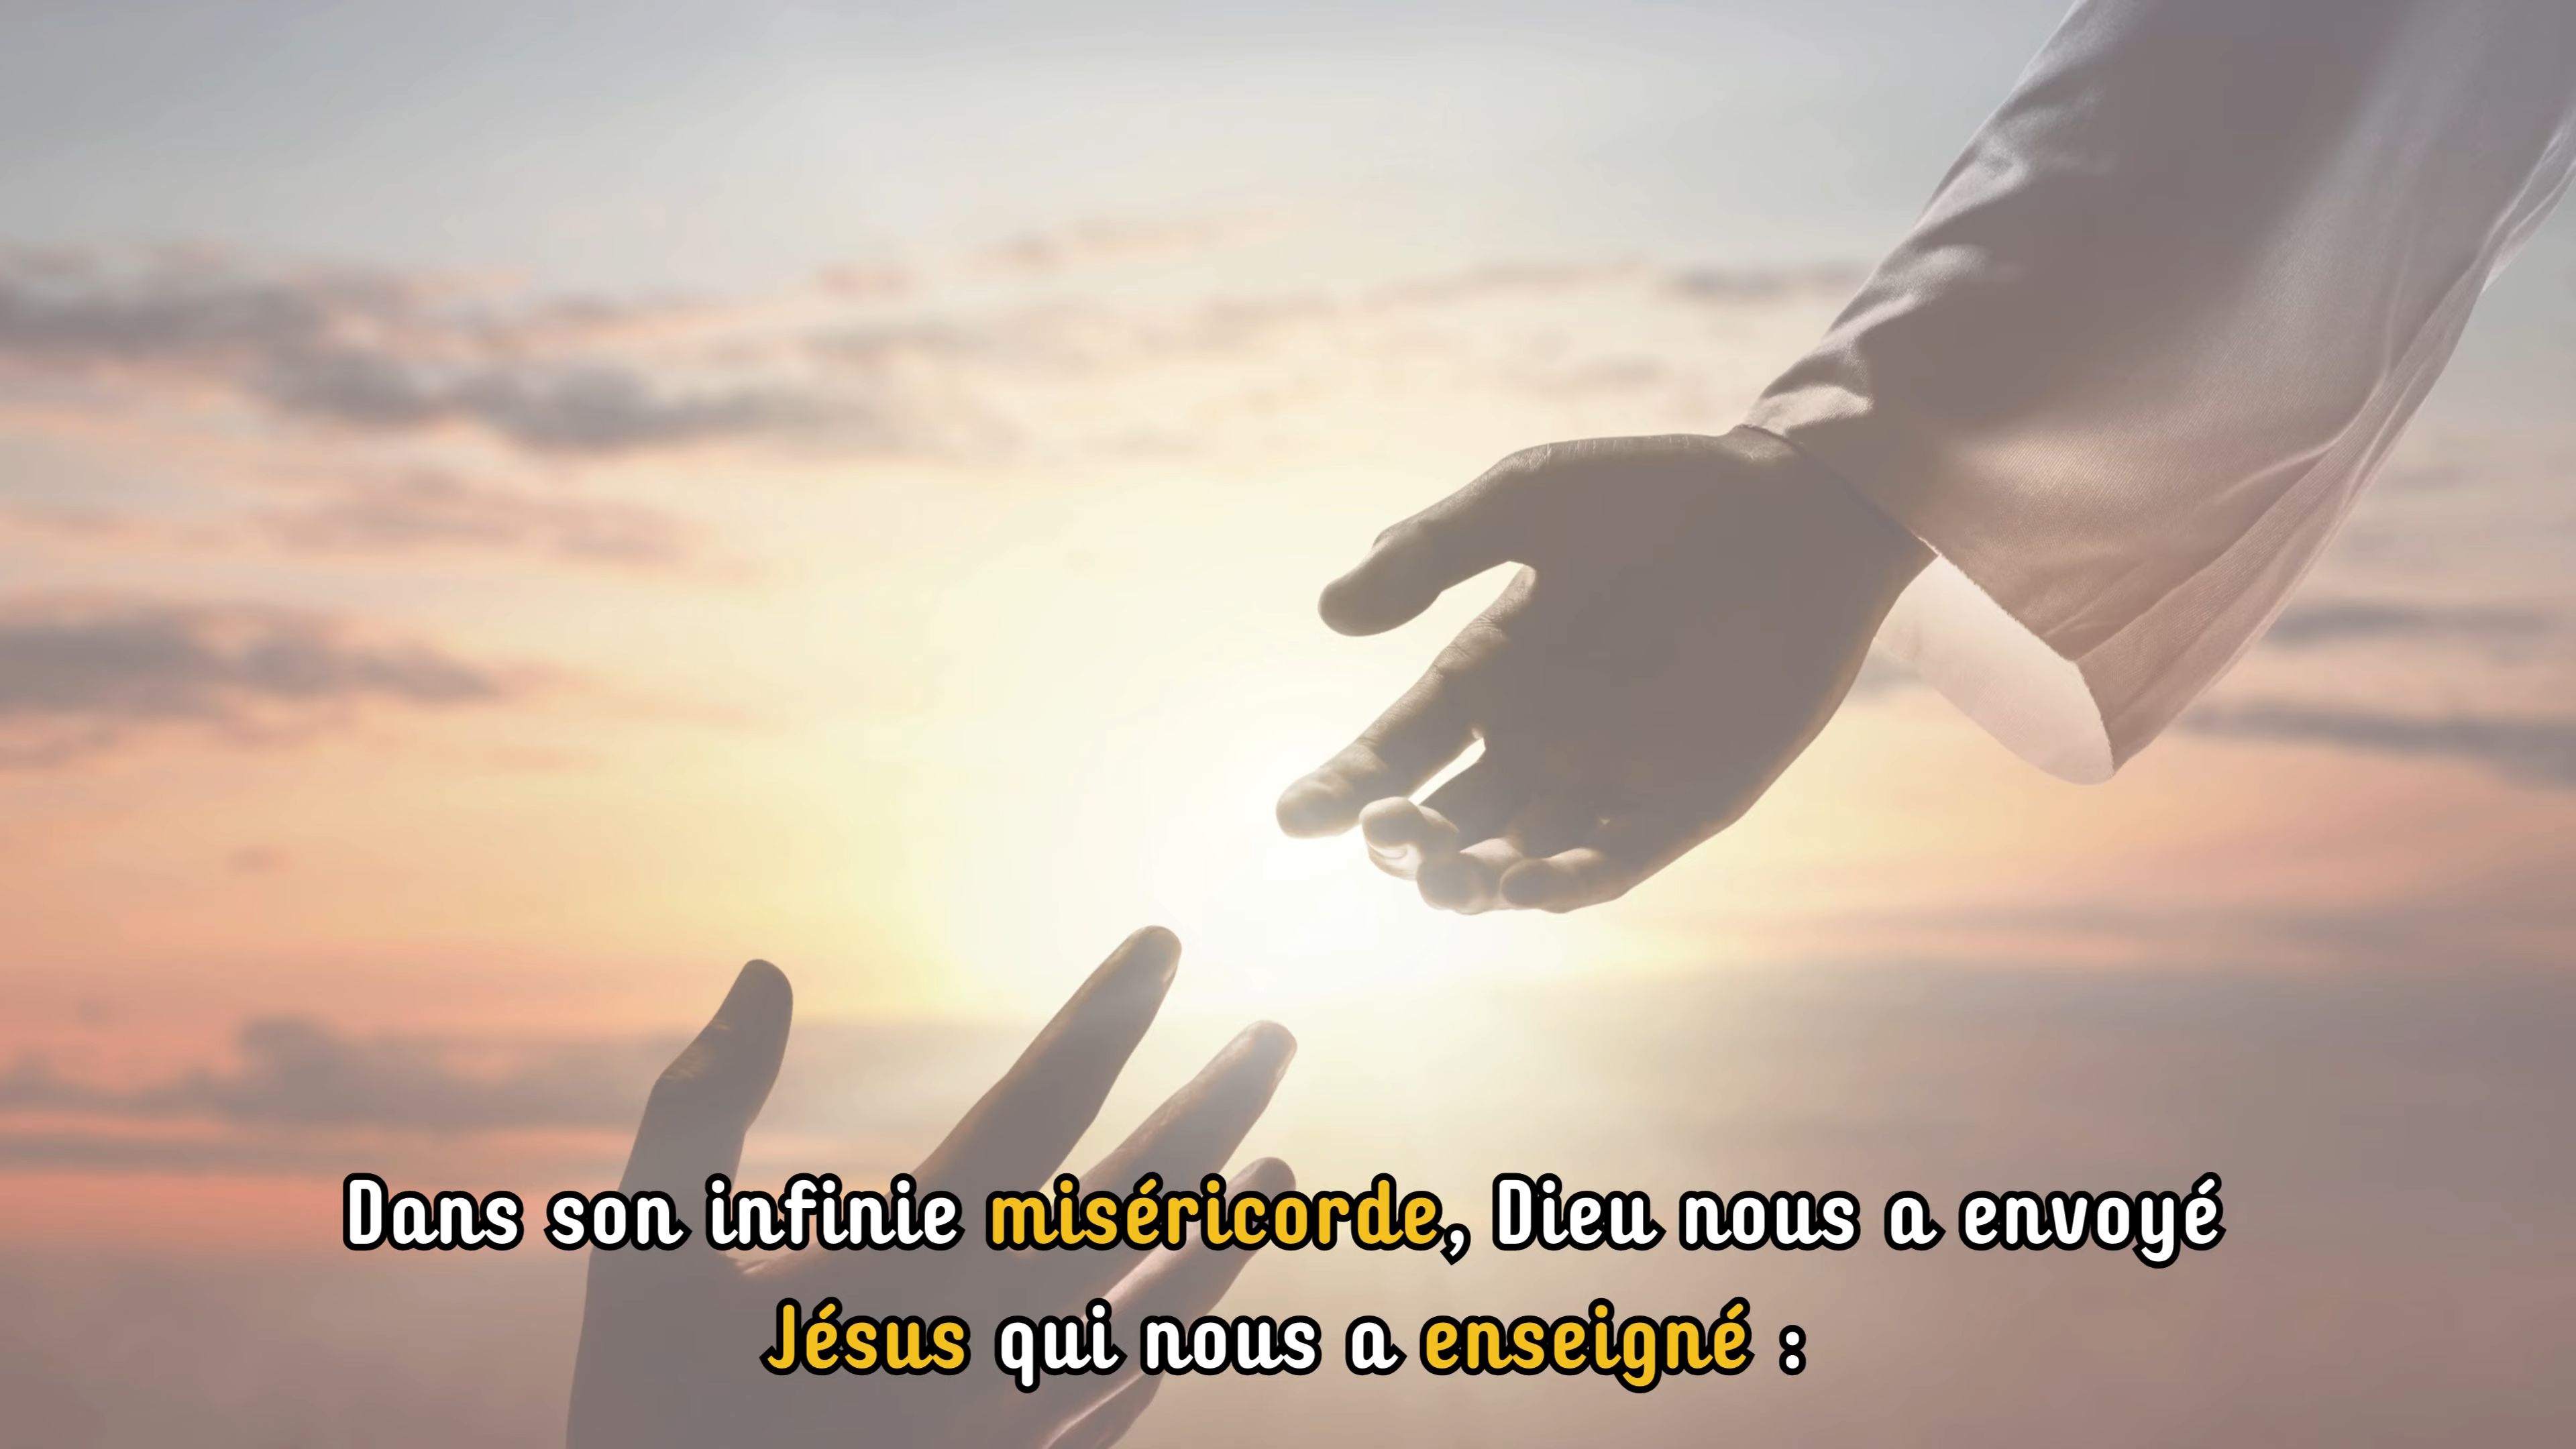 Dans son infinie miséricorde, Dieu nous a envoyé
Jésus qui nous a enseigné :